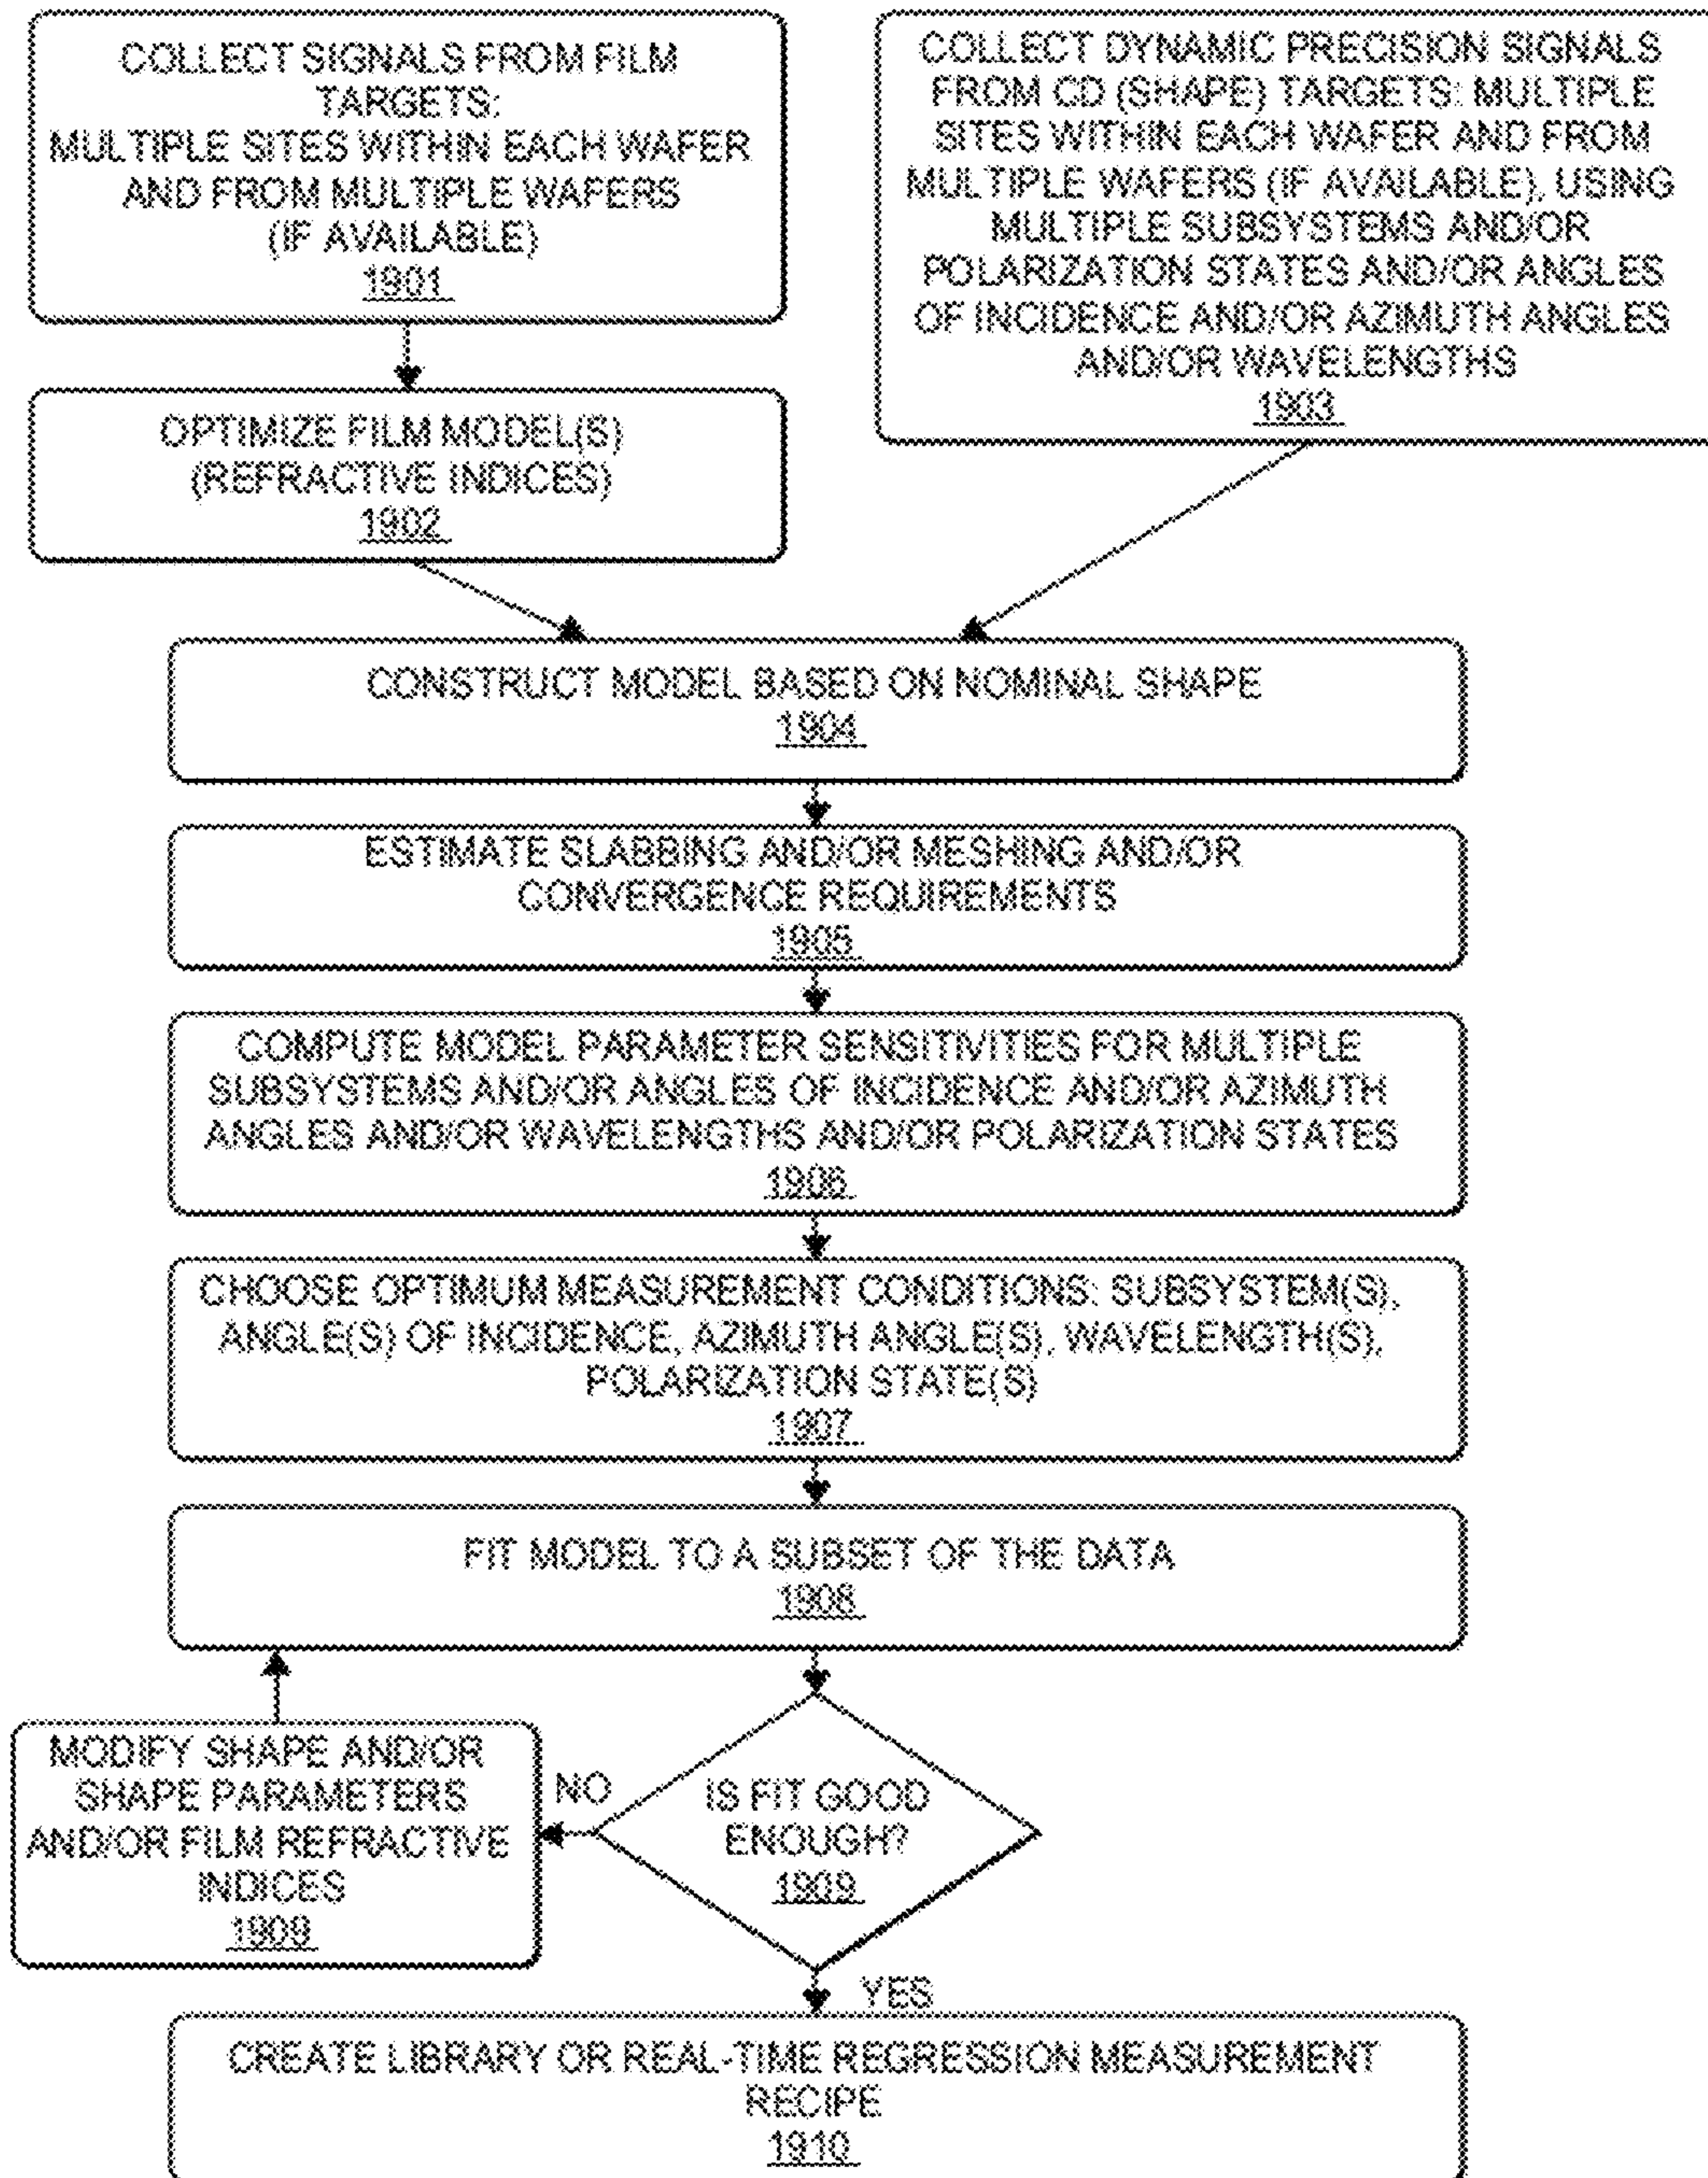 COLLECT SIGNALS FROM FILM
TARGETS:
MULTIPLE SITES WITHIN EACH WAFER
AND FROM MULTIPLE WAFERS
(IF AVAILABLE)
1901
COLLECT DYNAMIC PRECISION SIGNALS
FROM CD (SHAPE) TARGETS: MULTIPLE
SITES WITHIN EACH WAFER AND FROM
MULTIPLE WAFERS (IF AVAILABLE), USING
MULTIPLE SUBSYSTEMS AND/OR
POLARIZATION STATES AND/OR ANGLES
OF INCIDENCE AND/OR AZIMUTH ANGLES
AND/OR WAVELENGTHS
1903
OPTIMIZE FILM MODEL(S)
(REFRACTIVE INDICES)
1902
CONSTRUCT MODEL BASED ON NOMINAL SHAPE
1904
ESTIMATE SLABBING AND/OR MESHING AND/OR
CONVERGENCE REQUIREMENTS
1905
COMPUTE MODEL PARAMETER SENSITIVITIES FOR MULTIPLE
SUBSYSTEMS AND/OR ANGLES OF INCIDENCE AND/OR AZIMUTH
ANGLES AND/OR WAVELENGTHS AND/OR POLARIZATION STATES
1906
CHOOSE OPTIMUM MEASUREMENT CONDITIONS: SUBSYSTEM(S),
ANGLE(S) OF INCIDENCE, AZIMUTH ANGLE(S), WAVELENGTH(S),
POLARIZATION STATE(S)
1907
FIT MODEL TO A SUBSET OF THE DATA
1908
MODIFY SHAPE AND/OR
SHAPE PARAMETERS
AND/OR FILM REFRACTIVE
INDICES
1909
NO
IS FIT GOOD
ENOUGH?
1909
YES
CREATE LIBRARY OR REAL-TIME REGRESSION MEASUREMENT
RECIPE
1910